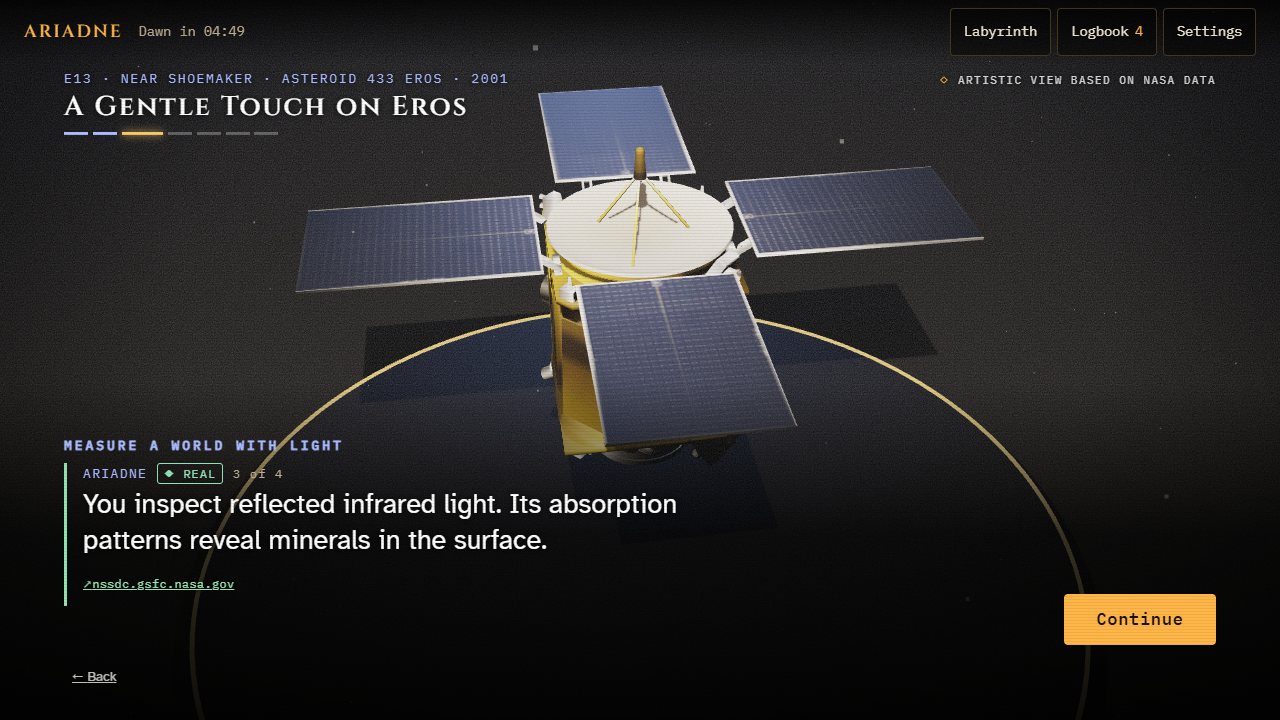 ARIADNE Dawn in 04:49 Labyrinth Logbook 4 Settings
E13 · NEAR SHOEMAKER · ASTEROID 433 EROS · 2001
◇ ARTISTIC VIEW BASED ON NASA DATA
A Gentle Touch on Eros
MEASURE A WORLD WITH LIGHT
ARIADNE ◆ REAL 3 of 4
You inspect reflected infrared light. Its absorption
patterns reveal minerals in the surface.
↗nssdc.gsfc.nasa.gov
Continue
← Back